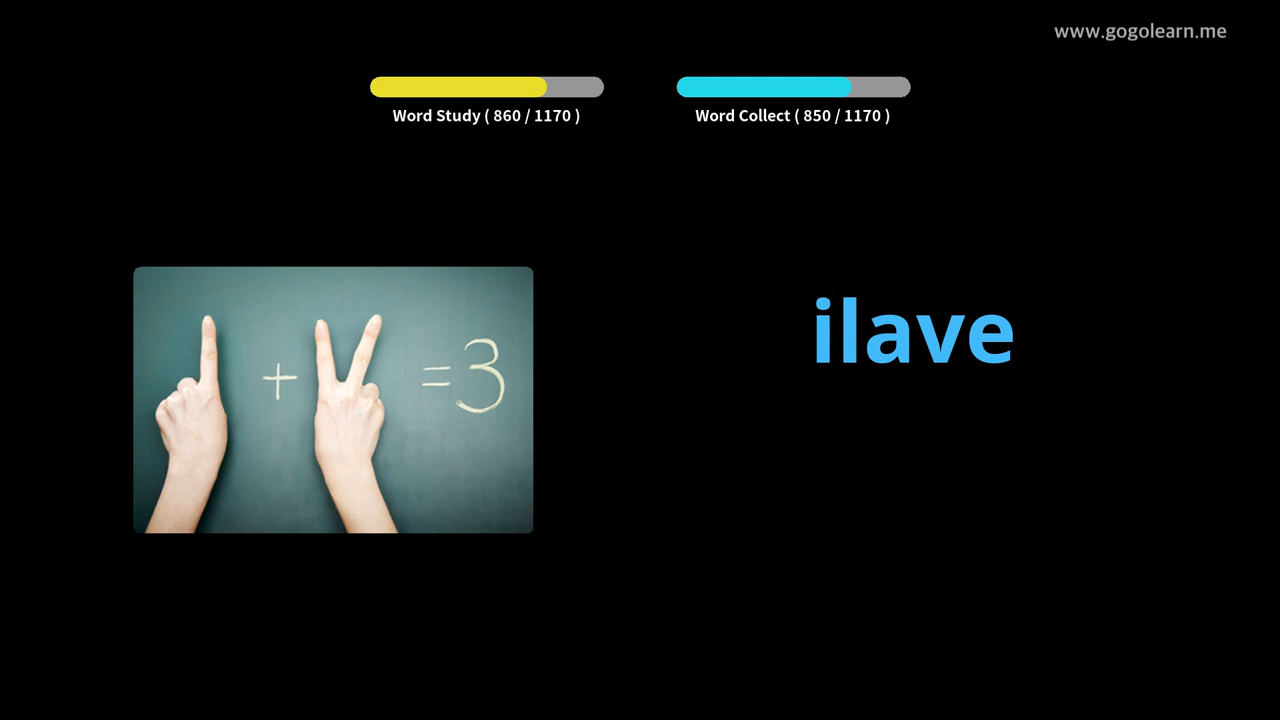 www.gogolearn.me
Word Study ( 860 / 1170 )
Word Collect ( 850 / 1170 )
+ = 3
ilave